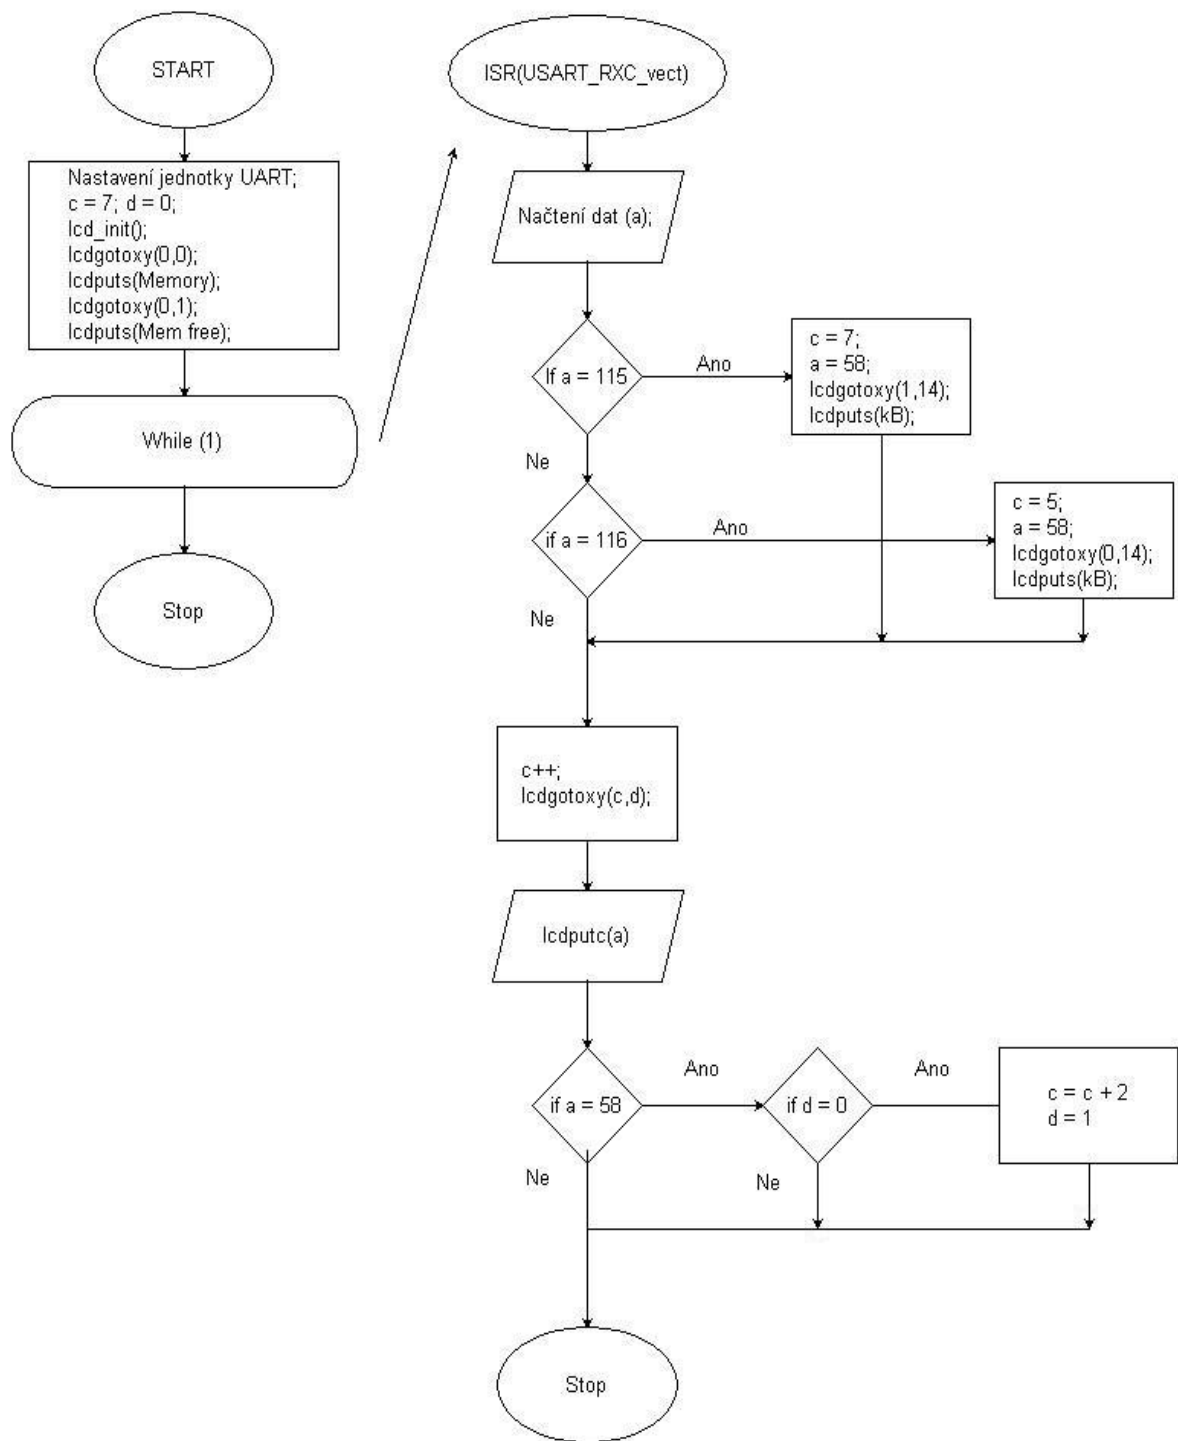 START
Nastavení jednotky UART;
c = 7; d = 0;
lcd_init();
lcdgotoxy(0,0);
lcdputs(Memory);
lcdgotoxy(0,1);
lcdputs(Mem free);
While (1)
Stop
ISR(USART_RXC_vect)
Načtení dat (a);
If a = 115
Ano
c = 7;
a = 58;
lcdgotoxy(1,14);
lcdputs(kB);
Ne
if a = 116
Ano
c = 5;
a = 58;
lcdgotoxy(0,14);
lcdputs(kB);
Ne
c++;
lcdgotoxy(c,d);
lcdputc(a)
if a = 58
Ano
if d = 0
Ano
c = c + 2
d = 1
Ne
Ne
Stop